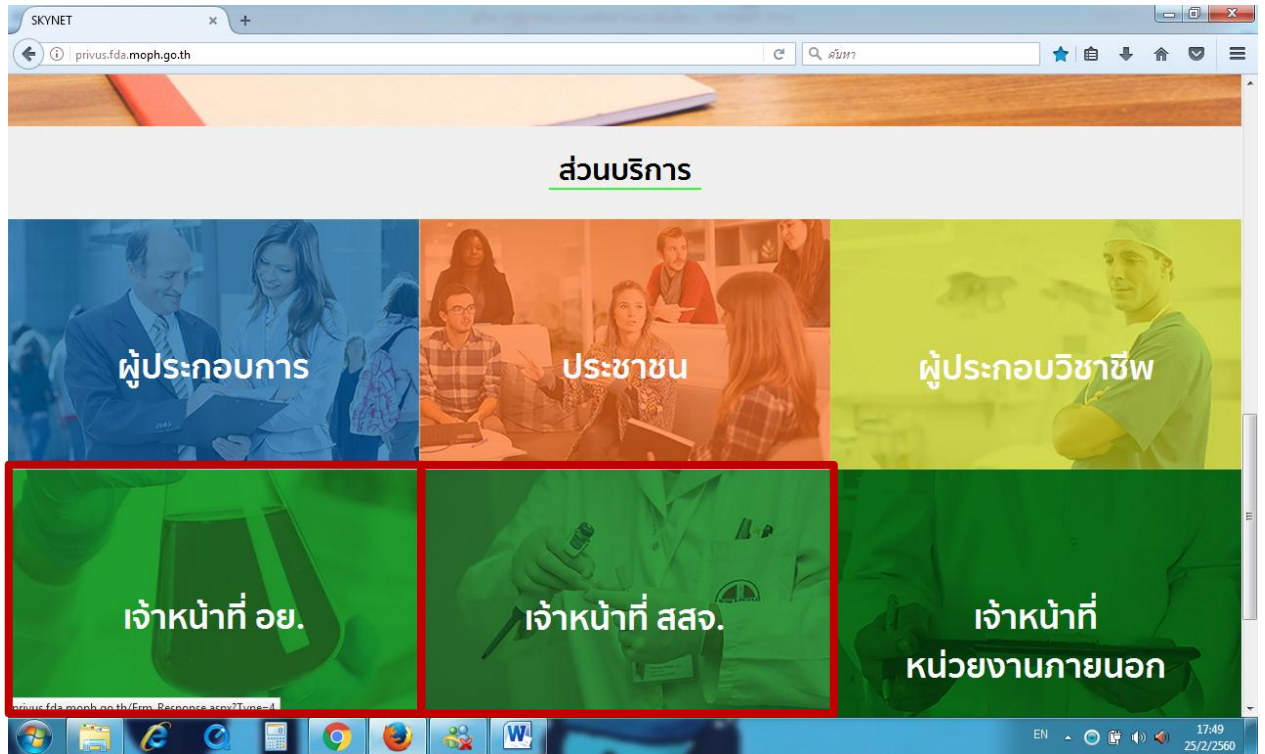 SKYNET
privus.fda.moph.go.th
ค้นหา
ส่วนบริการ
ผู้ประกอบการ
ประชาชน
ผู้ประกอบวิชาชีพ
เจ้าหน้าที่ อย.
เจ้าหน้าที่ สสจ.
เจ้าหน้าที่
หน่วยงานภายนอก
privus.fda.moph.go.th/Frm_Response.aspx?Type=4
EN
17:49
25/2/2560